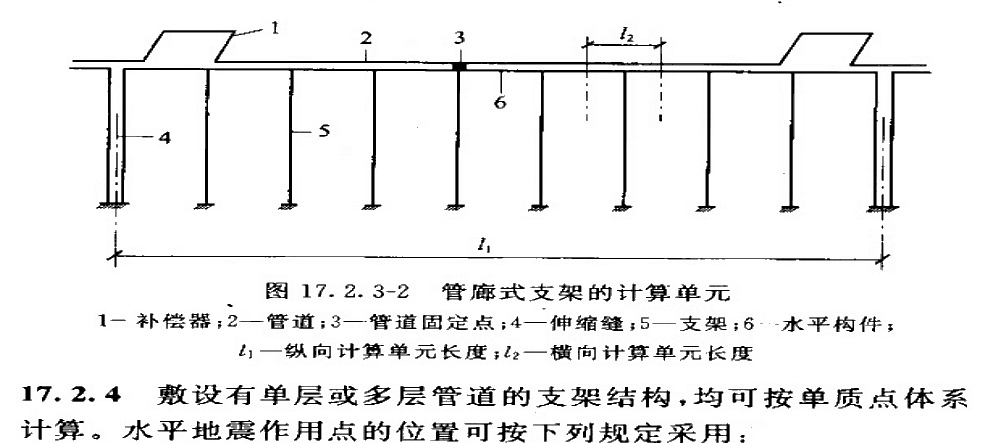 1
2
3
l₂
6
4
5
l₁
图 17.2.3-2 管廊式支架的计算单元
1—补偿器;2—管道;3—管道固定点;4—伸缩缝;5—支架;6—水平构件;
l₁—纵向计算单元长度;l₂—横向计算单元长度
17.2.4 敷设有单层或多层管道的支架结构,均可按单质点体系
计算。水平地震作用点的位置可按下列规定采用: